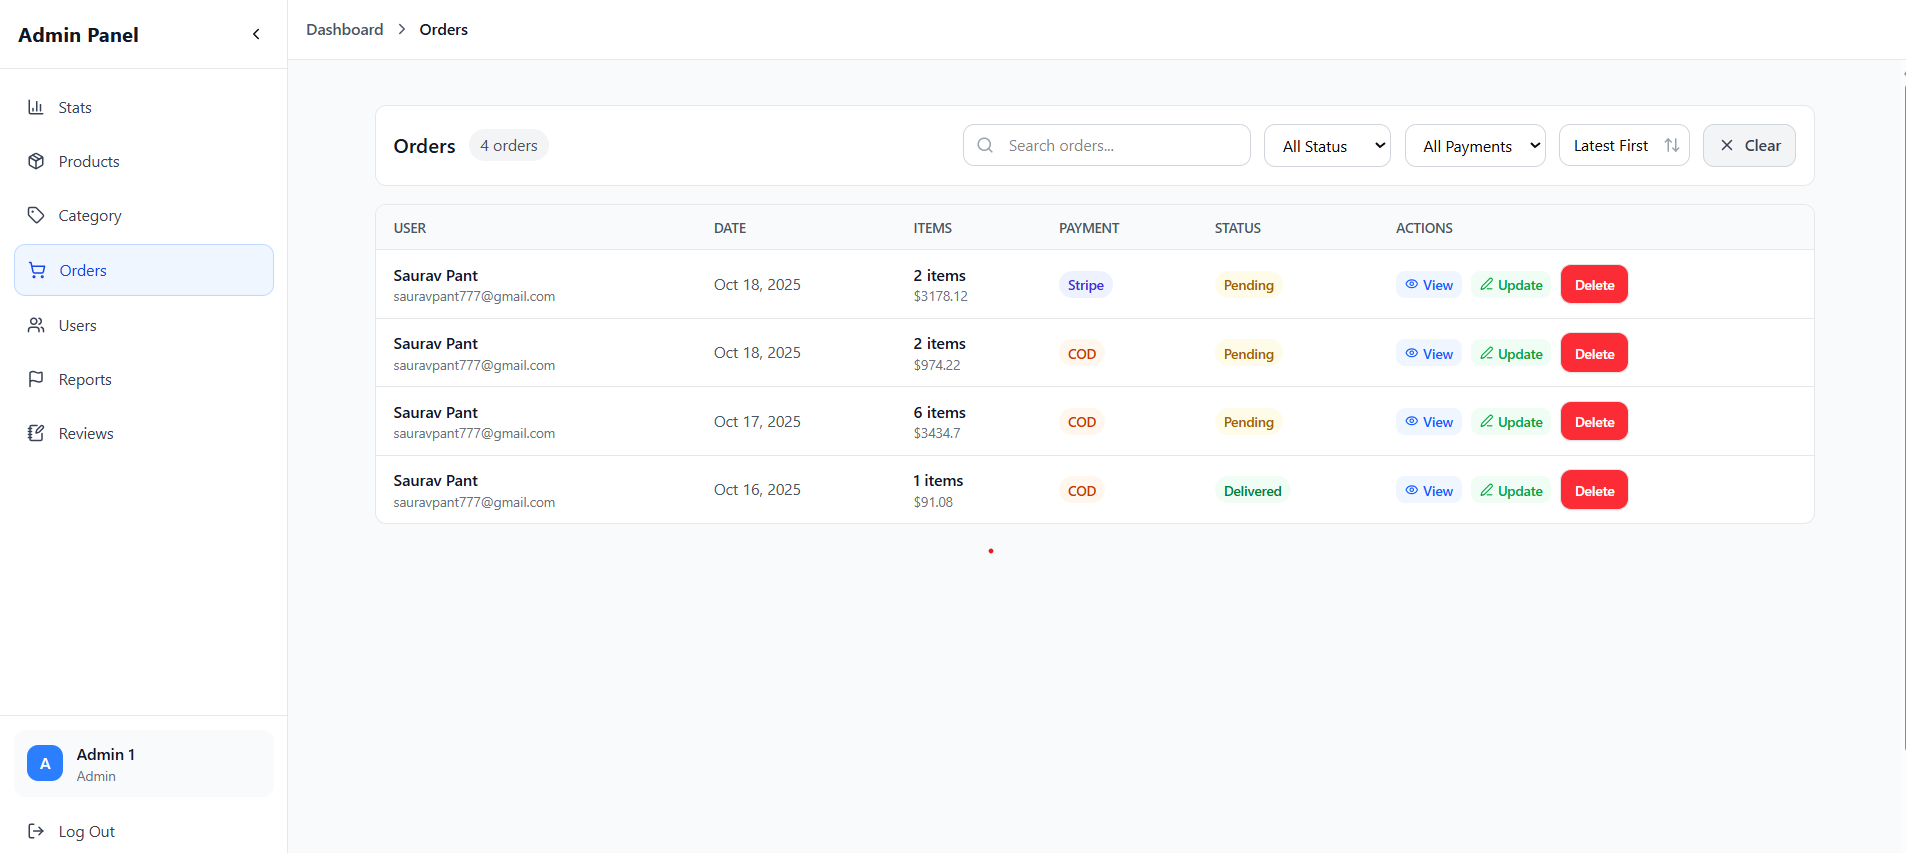 Admin Panel
Dashboard
Orders
Stats
Products
Category
Orders
Users
Reports
Reviews
Admin 1
A
Admin
Log Out
Orders
4 orders
Search orders...
All Status
All Payments
Latest First
Clear
USER DATE ITEMS PAYMENT STATUS ACTIONS
Saurav Pant
sauravpant777@gmail.com
Oct 18, 2025
2 items
$3178.12
Stripe
Pending
View
Update
Delete
Saurav Pant
sauravpant777@gmail.com
Oct 18, 2025
2 items
$974.22
COD
Pending
View
Update
Delete
Saurav Pant
sauravpant777@gmail.com
Oct 17, 2025
6 items
$3434.7
COD
Pending
View
Update
Delete
Saurav Pant
sauravpant777@gmail.com
Oct 16, 2025
1 items
$91.08
COD
Delivered
View
Update
Delete